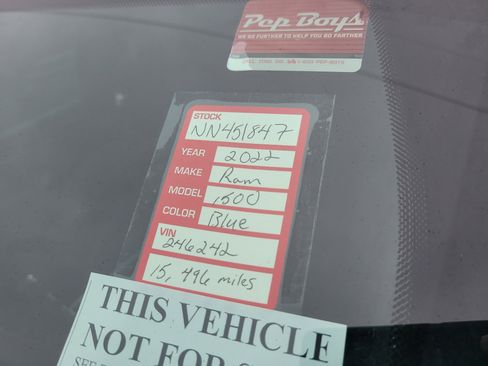 Pep Boys
WE GO FURTHER TO HELP YOU GO FARTHER
STOCK
NN451847
YEAR 2022
MAKE Ram
MODEL 1500
COLOR Blue
VIN
246242
15,496 miles
THIS VEHICLE
NOT FOR